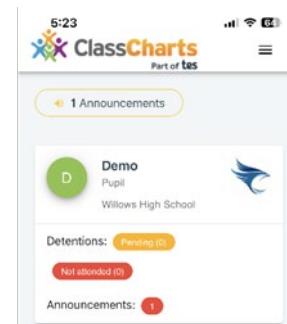 5:23
64
ClassCharts
Part of tes
1 Announcements
D
Demo
Pupil
Willows High School
Detentions: Pending (0)
Not attended (0)
Announcements: 1